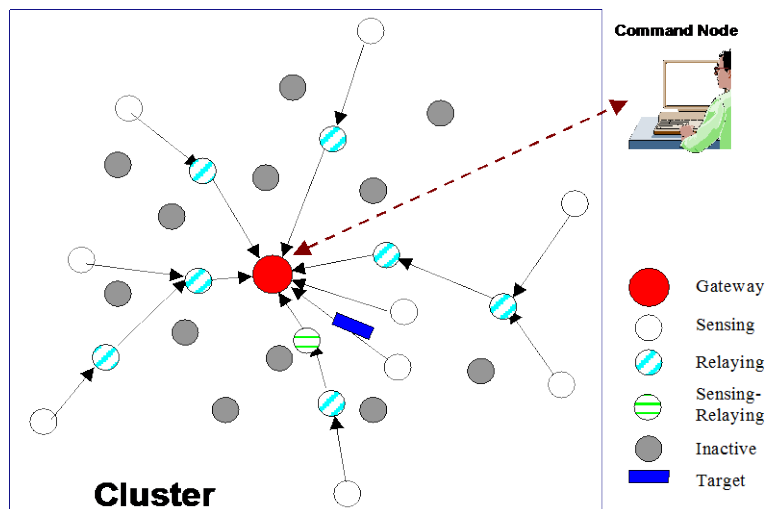 Command Node
Gateway
Sensing
Relaying
Sensing-
Relaying
Inactive
Target
Cluster